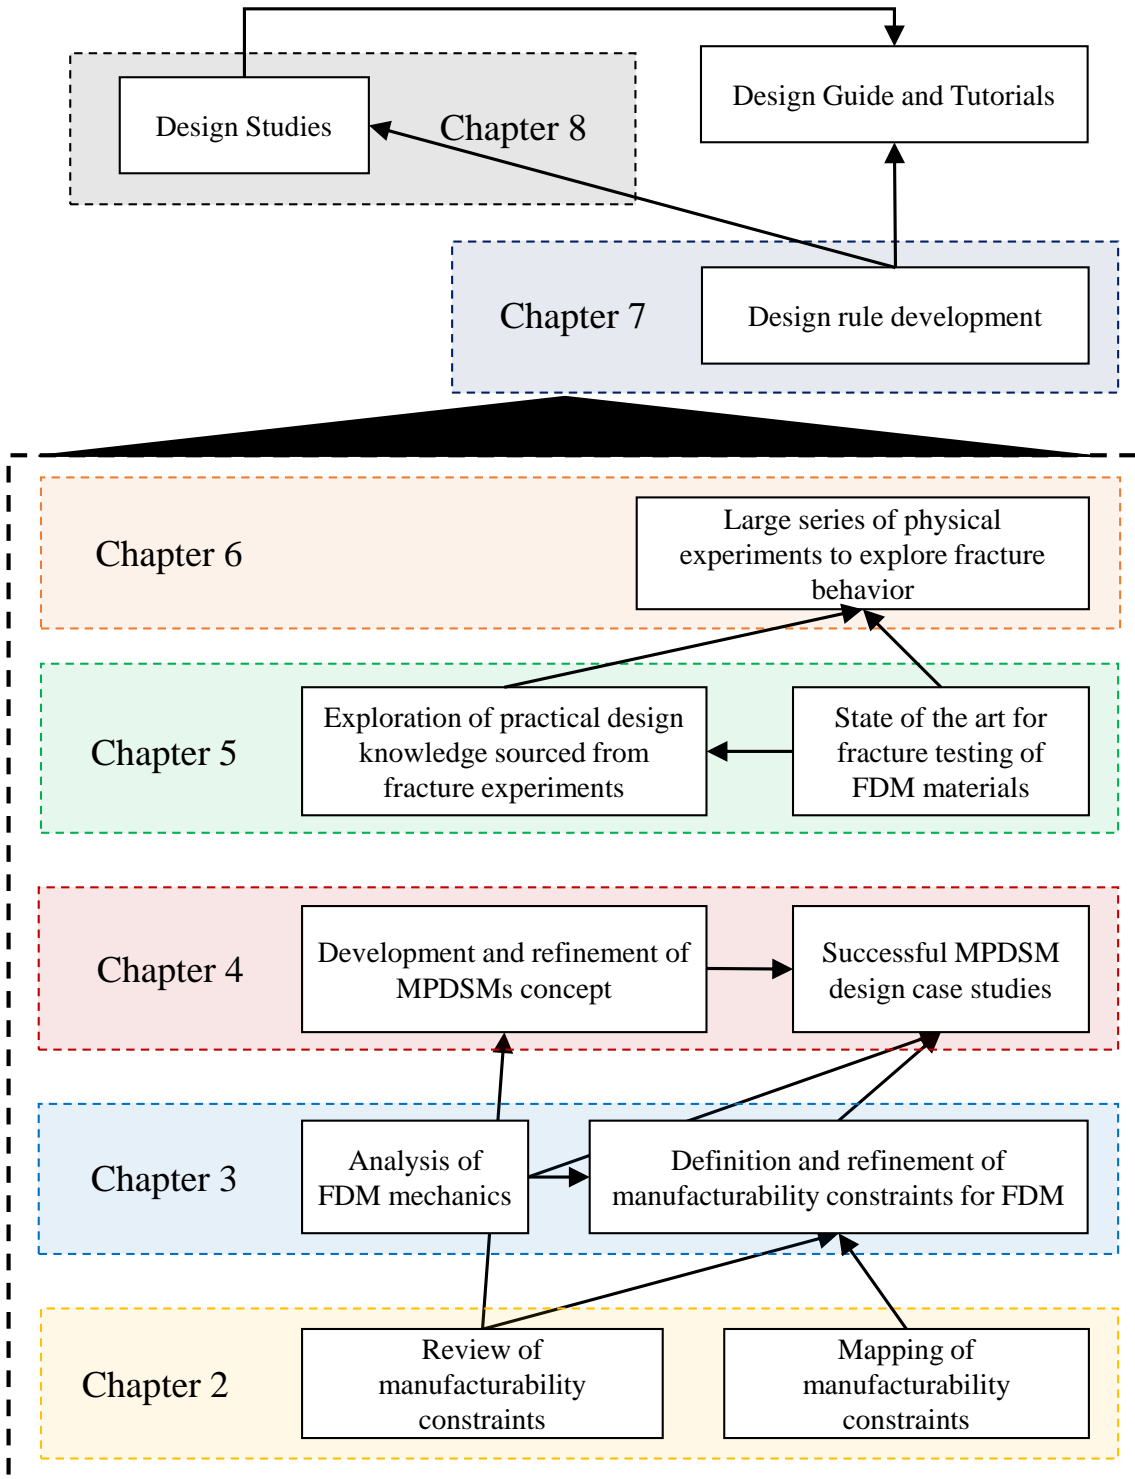 Design Studies
Chapter 8
Design Guide and Tutorials
Chapter 7
Design rule development
Chapter 6
Large series of physical
experiments to explore fracture
behavior
Chapter 5
Exploration of practical design
knowledge sourced from
fracture experiments
State of the art for
fracture testing of
FDM materials
Chapter 4
Development and refinement of
MPDSMs concept
Successful MPDSM
design case studies
Chapter 3
Analysis of
FDM mechanics
Definition and refinement of
manufacturability constraints for FDM
Chapter 2
Review of
manufacturability
constraints
Mapping of
manufacturability
constraints